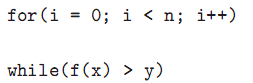 for(i = 0; i < n; i++)
while(f(x) > y)